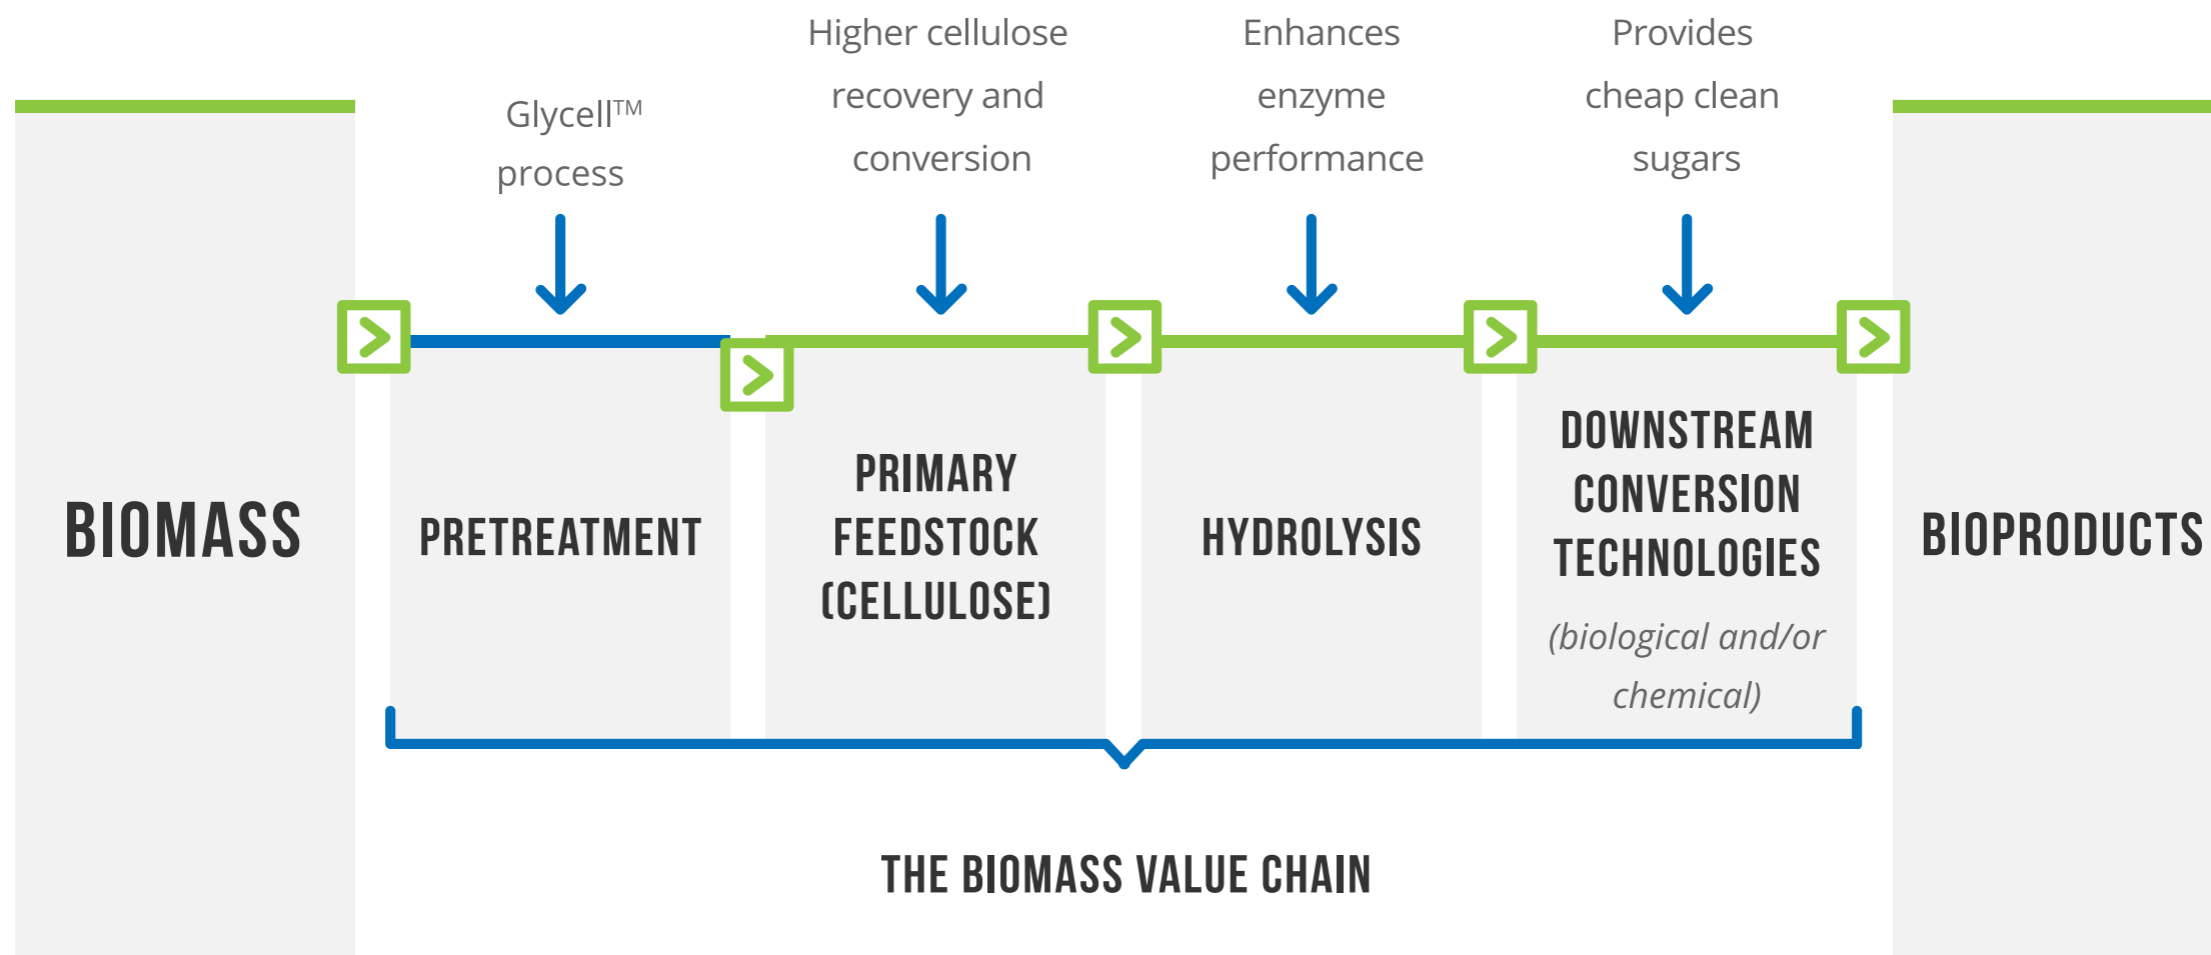 Glycell™
process
Higher cellulose
recovery and
conversion
Enhances
enzyme
performance
Provides
cheap clean
sugars
BIOMASS
PRETREATMENT
PRIMARY
FEEDSTOCK
(CELLULOSE)
HYDROLYSIS
DOWNSTREAM
CONVERSION
TECHNOLOGIES
(biological and/or
chemical)
BIOPRODUCTS
THE BIOMASS VALUE CHAIN